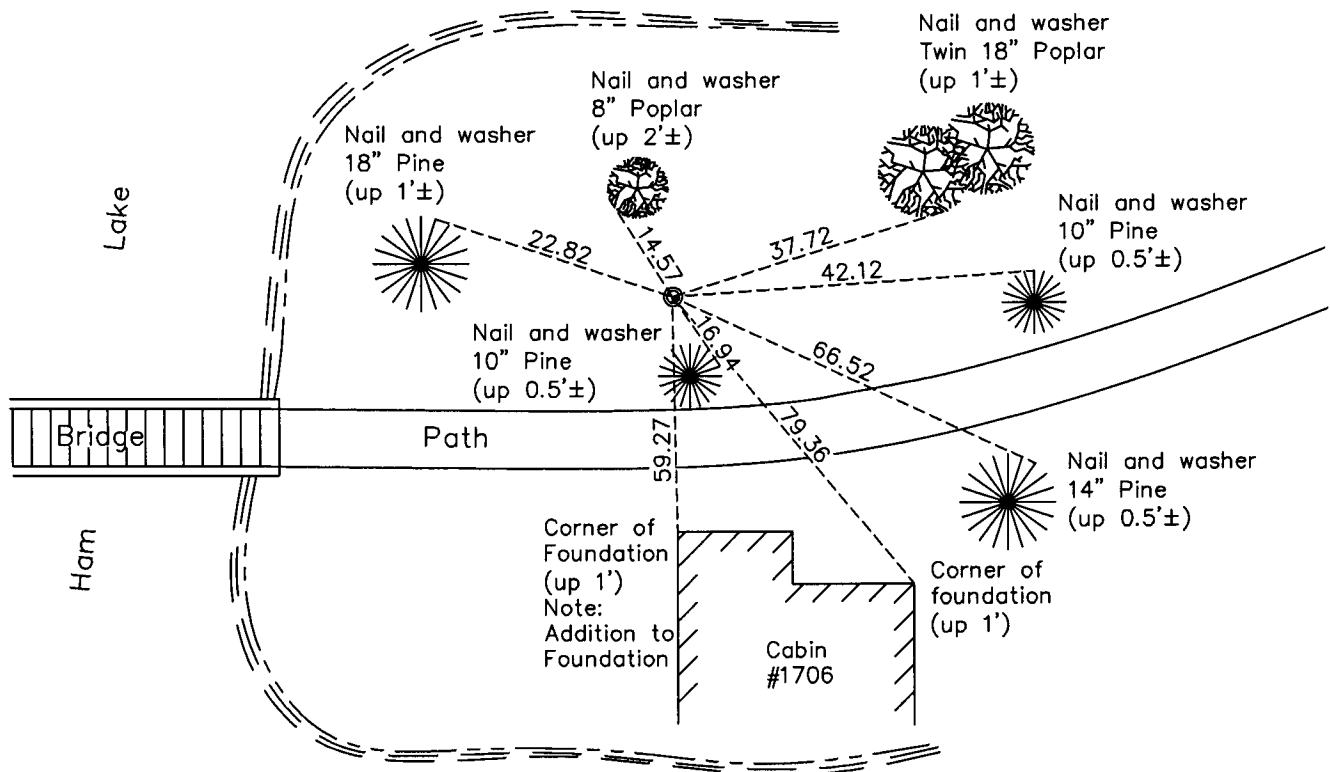 Nail and washer
Twin 18" Poplar
(up 1'±)
Nail and washer
8" Poplar
(up 2'±)
Nail and washer
18" Pine
(up 1'±)
Lake
Nail and washer
10" Pine
(up 0.5'±)
22.82
14.57
37.72
42.12
Nail and washer
10" Pine
(up 0.5'±)
16.94
66.52
Bridge
Path
59.27
79.36
Nail and washer
14" Pine
(up 0.5'±)
Ham
Corner of
Foundation
(up 1')
Note:
Addition to
Foundation
Corner of
foundation
(up 1')
Cabin
#1706